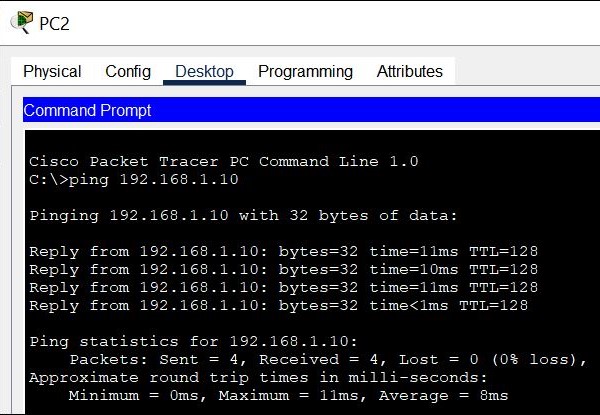 PC2
Physical Config Desktop Programming Attributes
Command Prompt
Cisco Packet Tracer PC Command Line 1.0
C:\>ping 192.168.1.10
Pinging 192.168.1.10 with 32 bytes of data:
Reply from 192.168.1.10: bytes=32 time=11ms TTL=128
Reply from 192.168.1.10: bytes=32 time=10ms TTL=128
Reply from 192.168.1.10: bytes=32 time=11ms TTL=128
Reply from 192.168.1.10: bytes=32 time<1ms TTL=128
Ping statistics for 192.168.1.10:
Packets: Sent = 4, Received = 4, Lost = 0 (0% loss),
Approximate round trip times in milli-seconds:
Minimum = 0ms, Maximum = 11ms, Average = 8ms